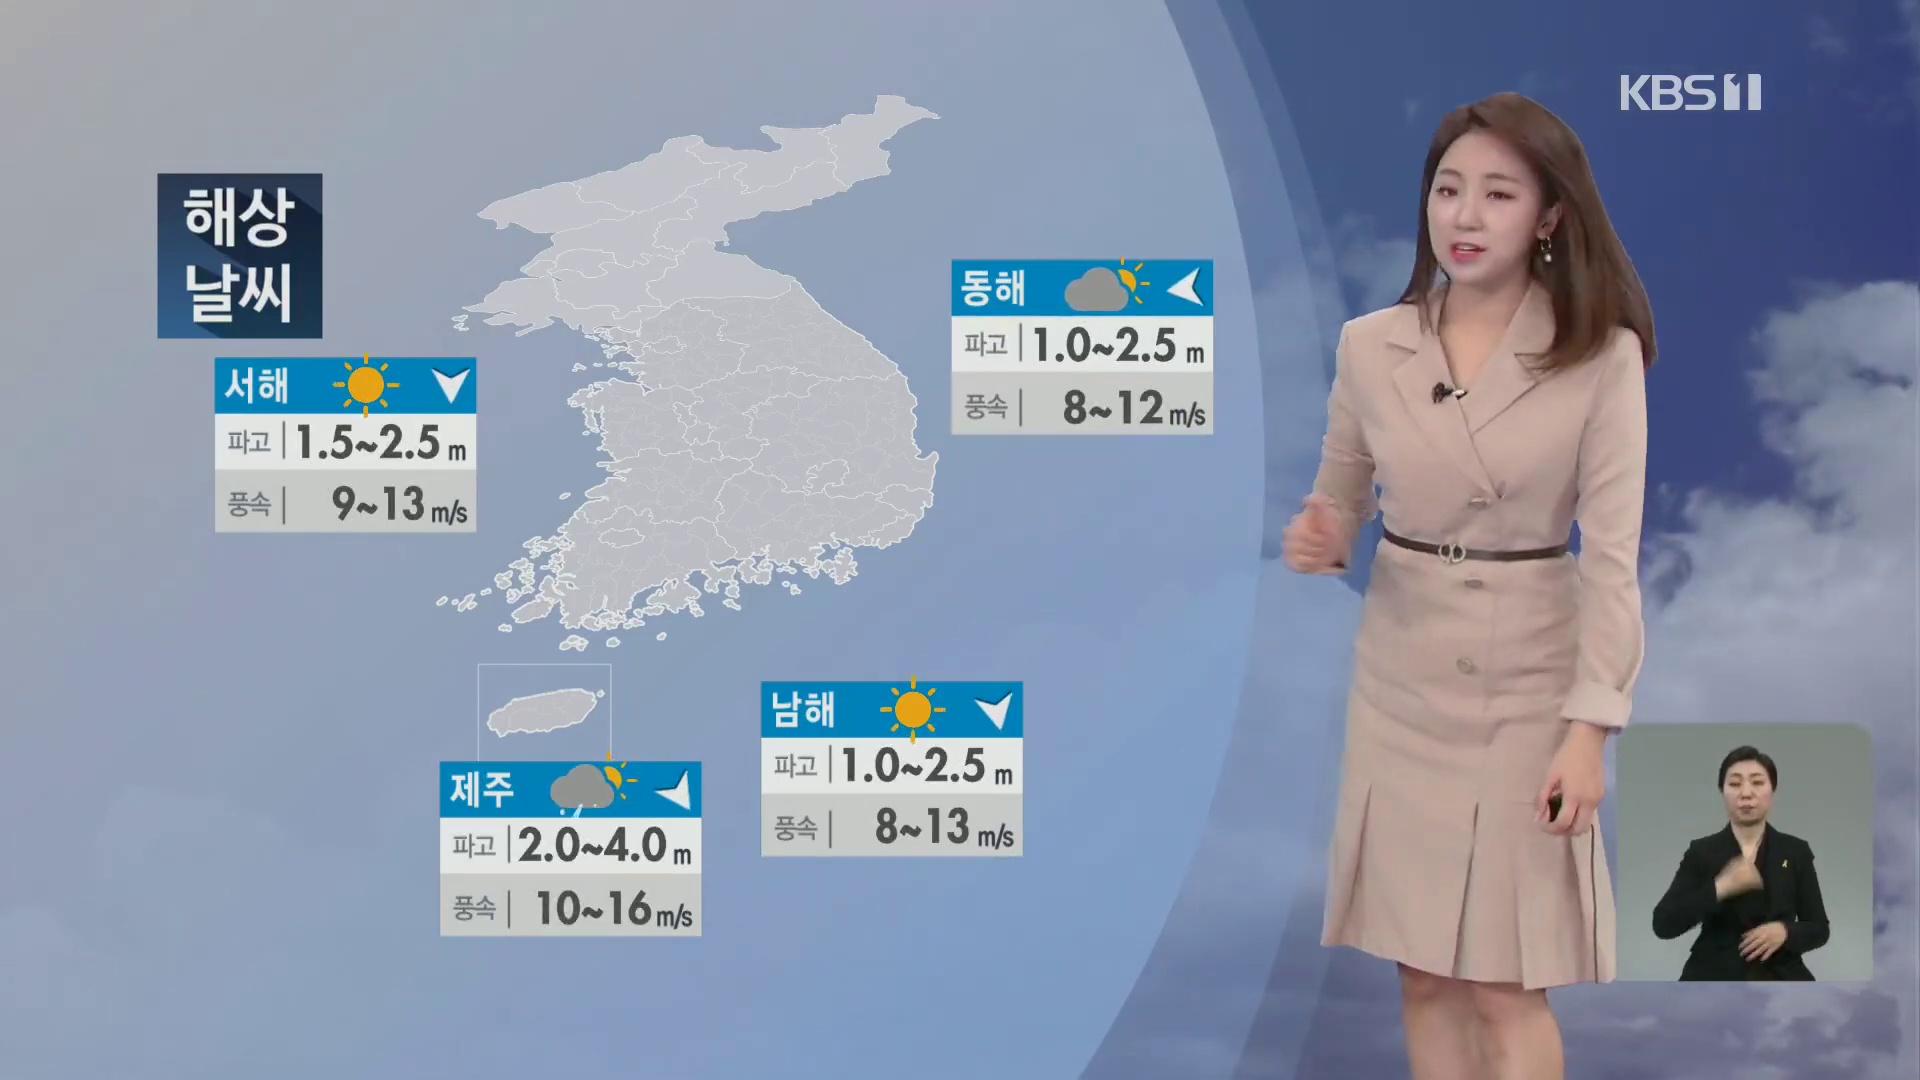 KBS 1
해상
날씨
동해
파고 1.0~2.5 m
풍속 8~12 m/s
서해
파고 1.5~2.5 m
풍속 9~13 m/s
남해
파고 1.0~2.5 m
풍속 8~13 m/s
제주
파고 2.0~4.0 m
풍속 10~16 m/s